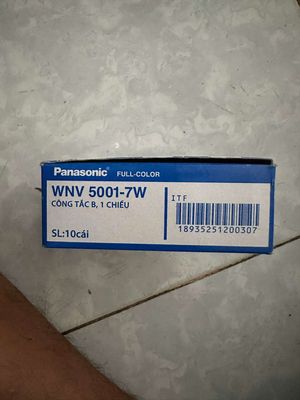 Panasonic FULL-COLOR
WNV 5001-7W
CÔNG TẮC B, 1 CHIỀU
ITF
18935251200307
SL:10cái